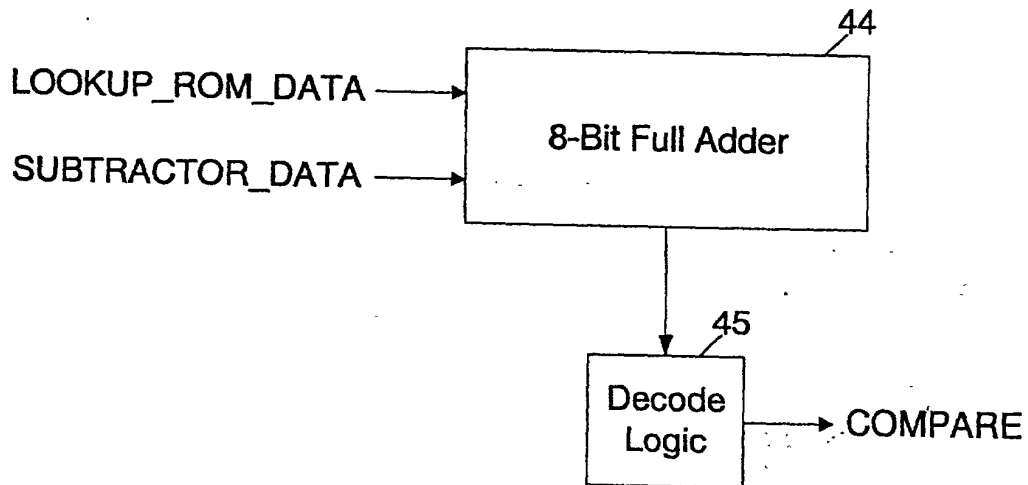 44
LOOKUP_ROM_DATA
8-Bit Full Adder
SUBTRACTOR_DATA
45
Decode
Logic
COMPARE